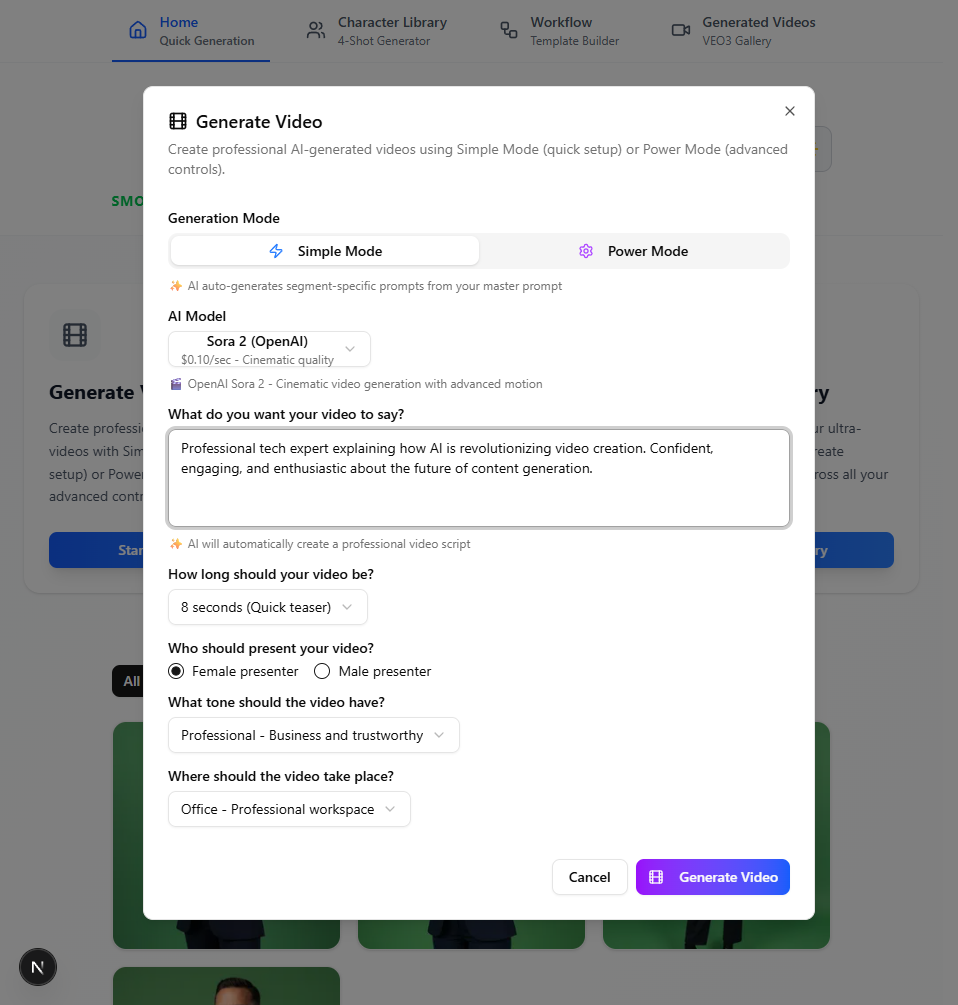 Home
Quick Generation
Character Library
4-Shot Generator
Workflow
Template Builder
Generated Videos
VEO3 Gallery
Generate Video
Create professional AI-generated videos using Simple Mode (quick setup) or Power Mode (advanced
controls).
SMO
Generation Mode
Simple Mode
Power Mode
AI auto-generates segment-specific prompts from your master prompt
AI Model
Sora 2 (OpenAI)
$0.10/sec - Cinematic quality
OpenAI Sora 2 - Cinematic video generation with advanced motion
What do you want your video to say?
Professional tech expert explaining how AI is revolutionizing video creation. Confident,
engaging, and enthusiastic about the future of content generation.
AI will automatically create a professional video script
How long should your video be?
8 seconds (Quick teaser)
Who should present your video?
Female presenter
Male presenter
What tone should the video have?
Professional - Business and trustworthy
Where should the video take place?
Office - Professional workspace
Cancel
Generate Video
Generate
Create professi
videos with Sim
setup) or Powe
advanced contr
Star
ry
ur ultra-
reate
ross all your
ry
All
N